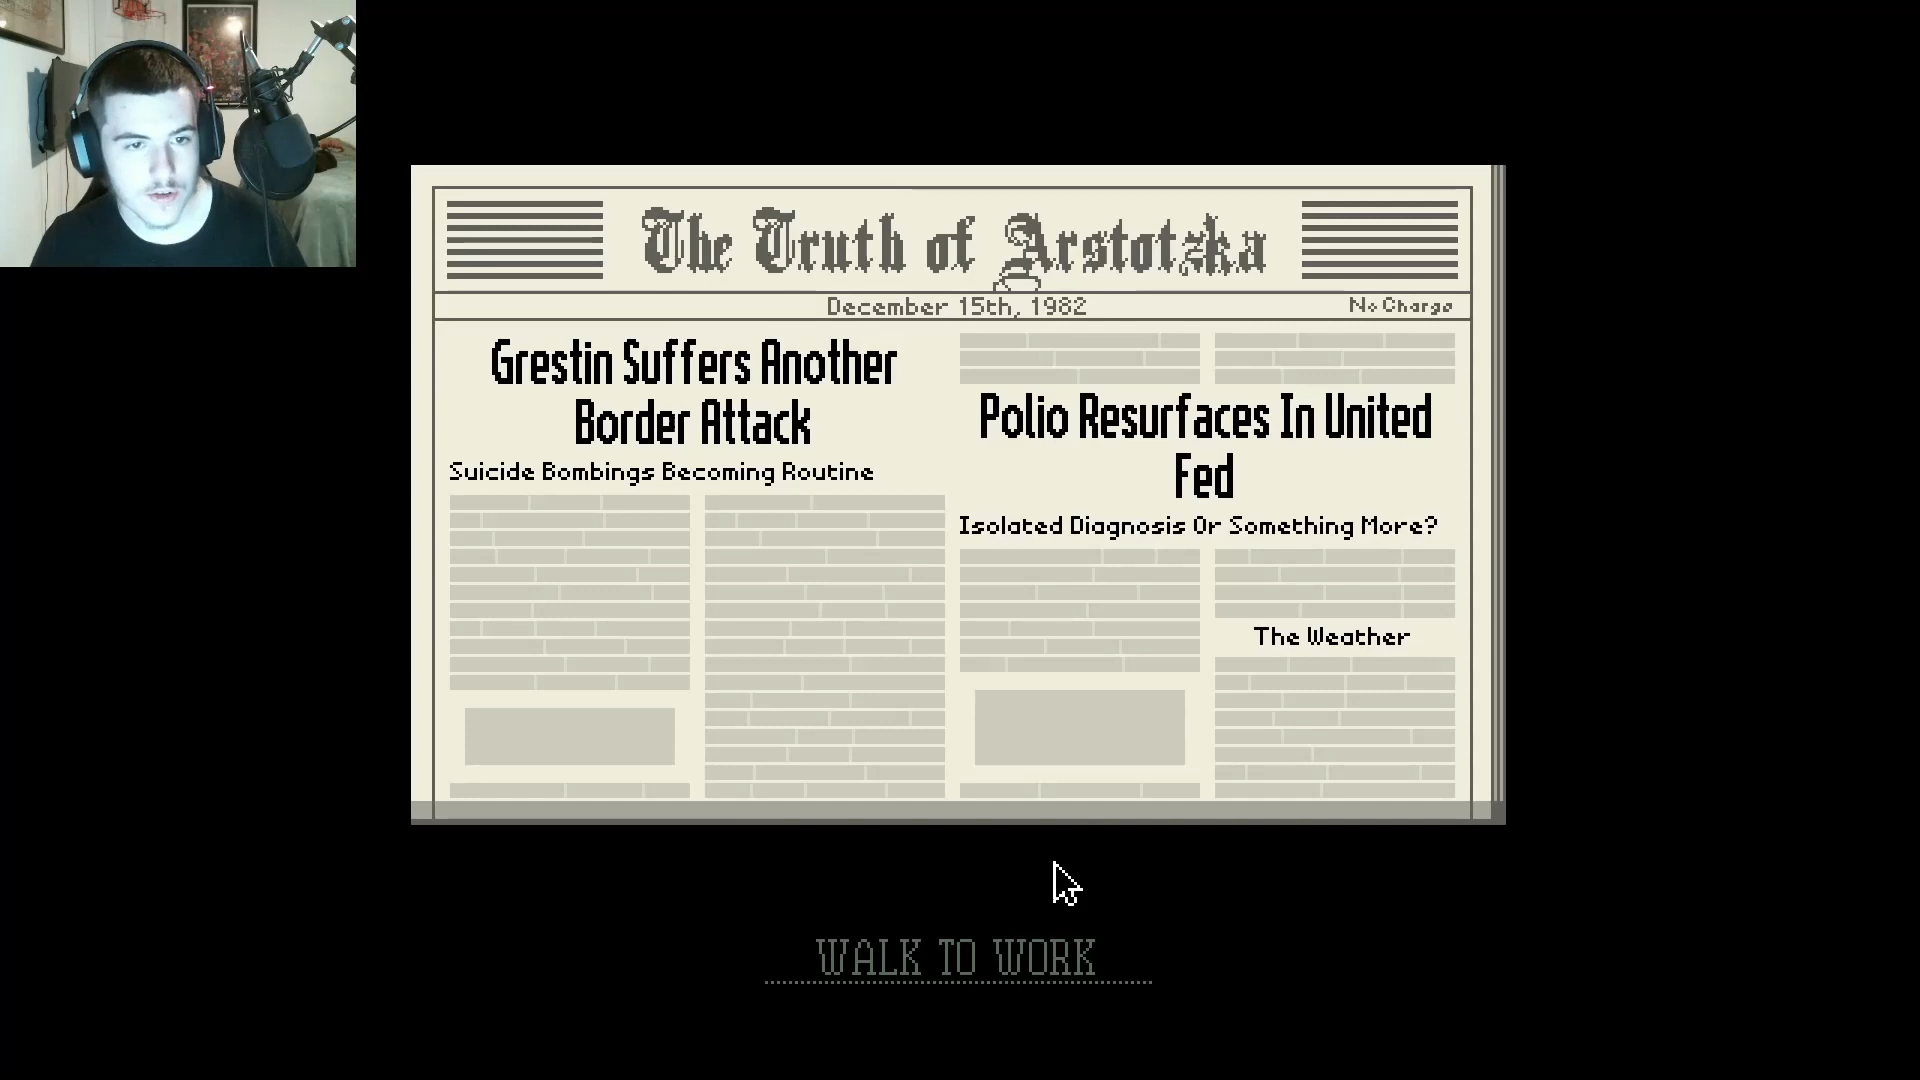 The Truth of Arstotzka
December 15th, 1982
No Charge
Grestin Suffers Another
Border Attack
Suicide Bombings Becoming Routine
Polio Resurfaces In United
Fed
Isolated Diagnosis Or Something More?
The Weather
WALK TO WORK